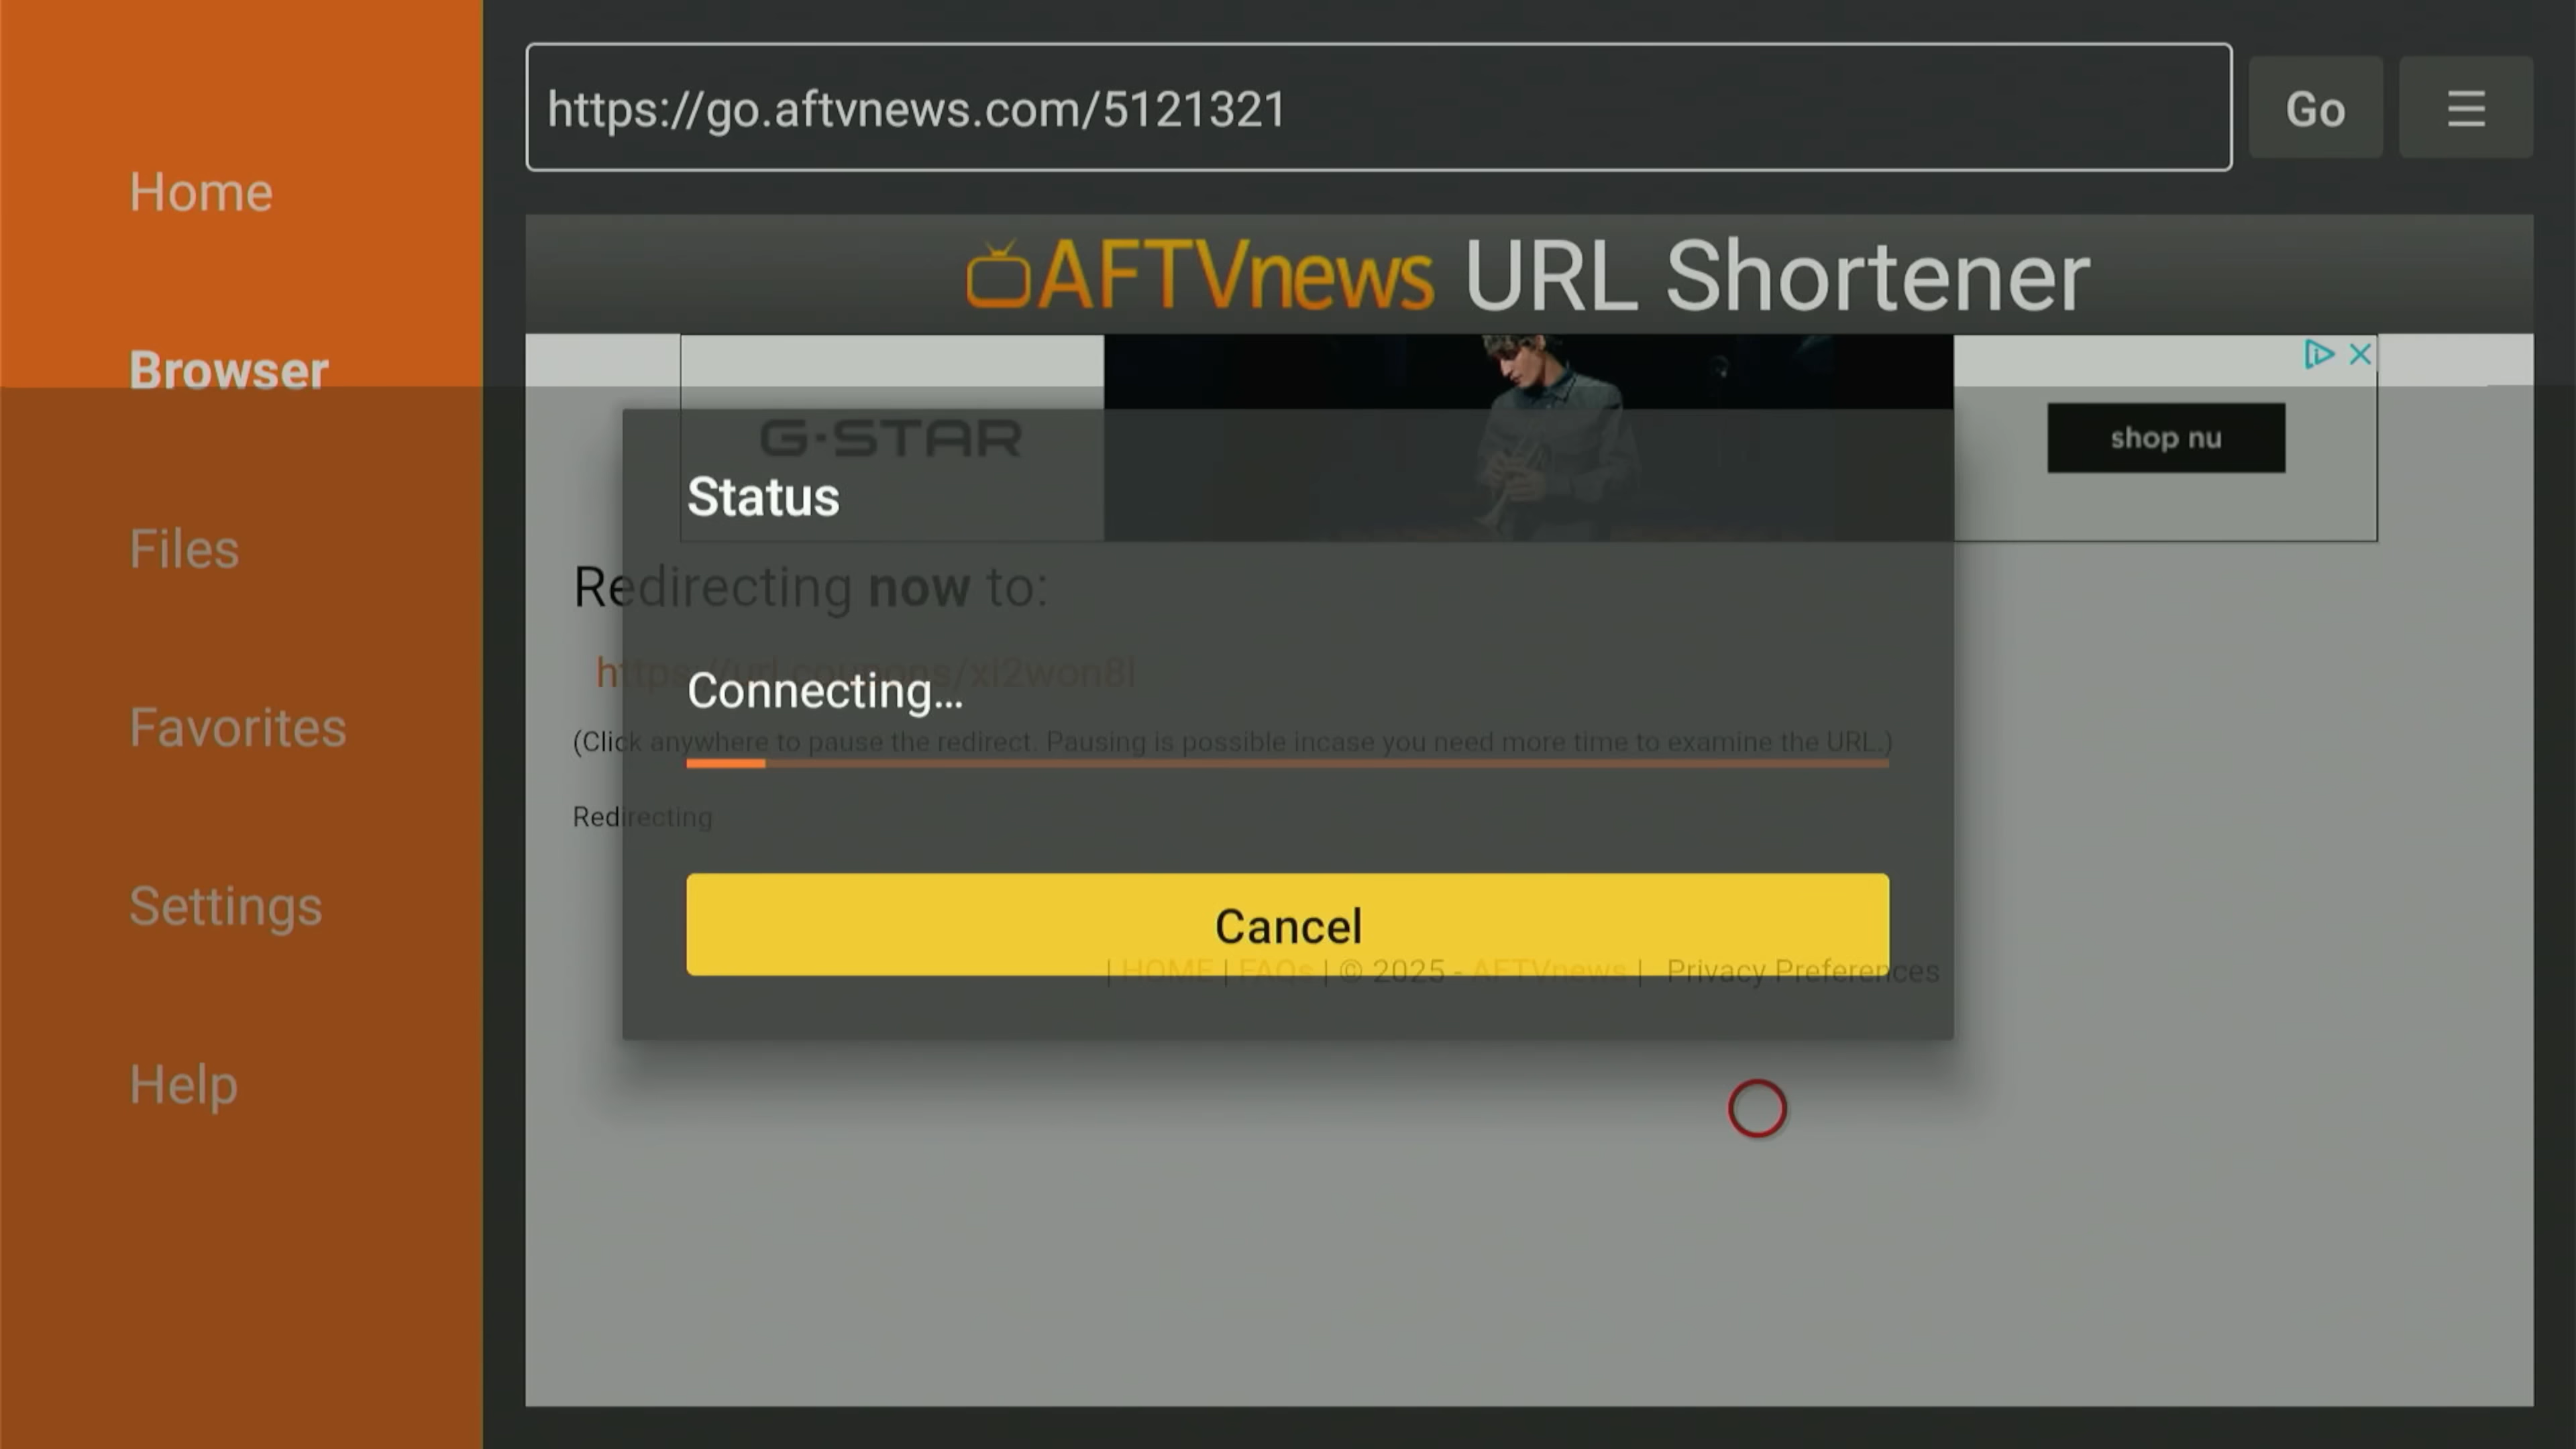 https://go.aftvnews.com/5121321
Go
Home
Browser
Files
Favorites
Settings
Help
AFTVnews URL Shortener
G-STAR
shop nu
Status
Redirecting now to:
Connecting...
(Click anywhere to pause the redirect. Pausing is possible incase you need more time to examine the URL.)
Redirecting
Cancel
| HOME | FAQs | © 2025 - AFTVnews | Privacy Preferences